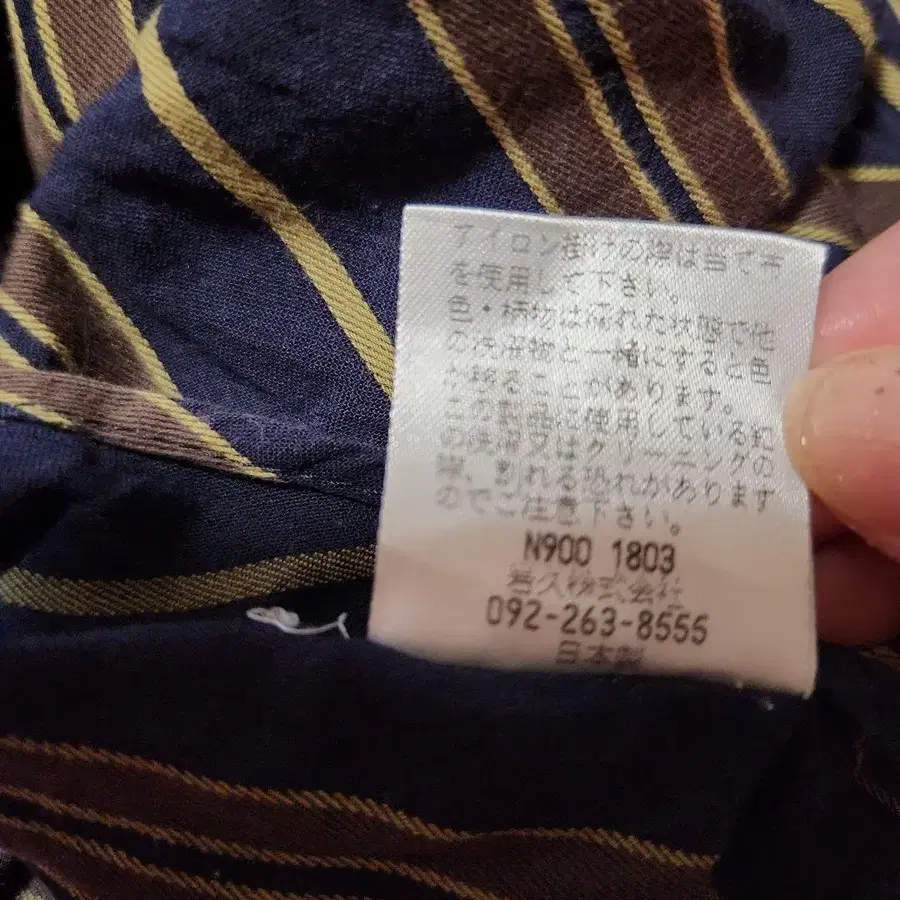 アイロン掛けの際は当て布
を使用して下さい。
色・柄物は濡れた状態で他
の洗濯物と一緒にすると色
が移ることがあります。
この製品に使用している釦
の洗濯又はクリーニングの
際、割れる恐れがあります
のでご注意下さい。
N900 1803
岩久株式会社
092-263-8555
日本製